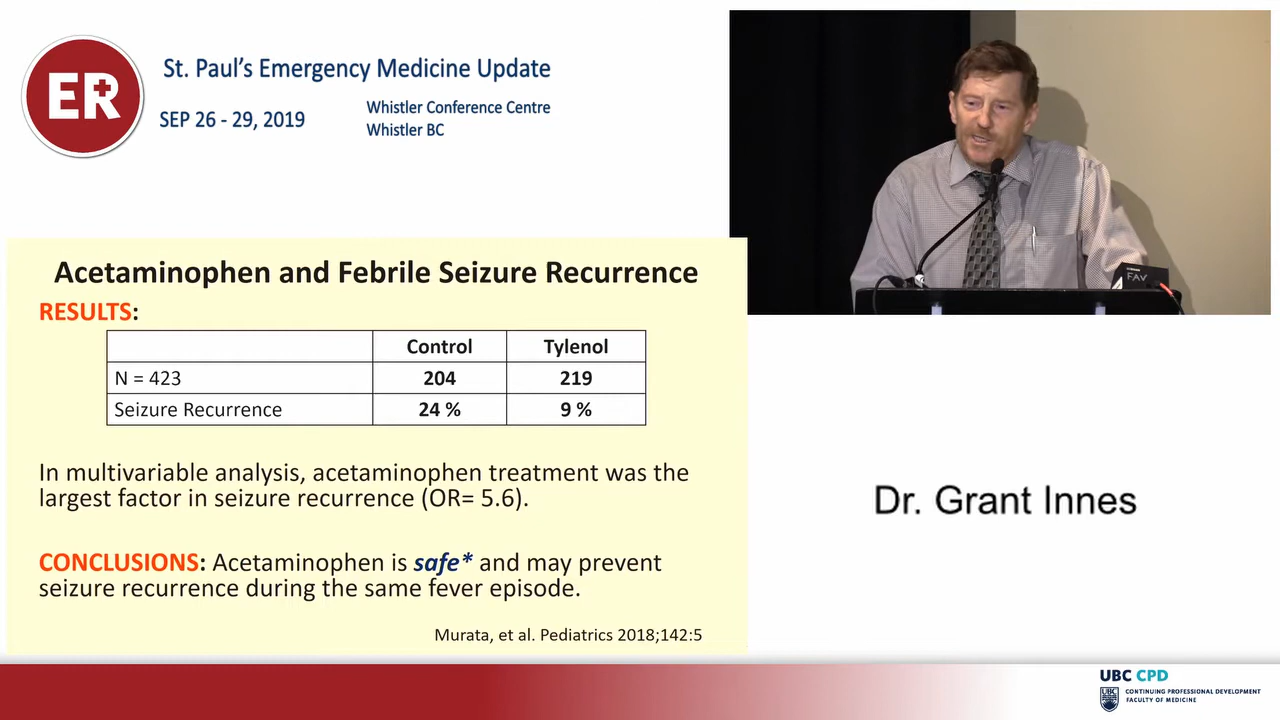 ER
St. Paul's Emergency Medicine Update
SEP 26 - 29, 2019
Whistler Conference Centre
Whistler BC
FAV
Acetaminophen and Febrile Seizure Recurrence
RESULTS:
Control Tylenol
N = 423 204 219
Seizure Recurrence 24 % 9 %
In multivariable analysis, acetaminophen treatment was the
largest factor in seizure recurrence (OR= 5.6).
CONCLUSIONS: Acetaminophen is safe* and may prevent
seizure recurrence during the same fever episode.
Murata, et al. Pediatrics 2018;142:5
Dr. Grant Innes
UBC CPD
UBC
CONTINUING PROFESSIONAL DEVELOPMENT
FACULTY OF MEDICINE